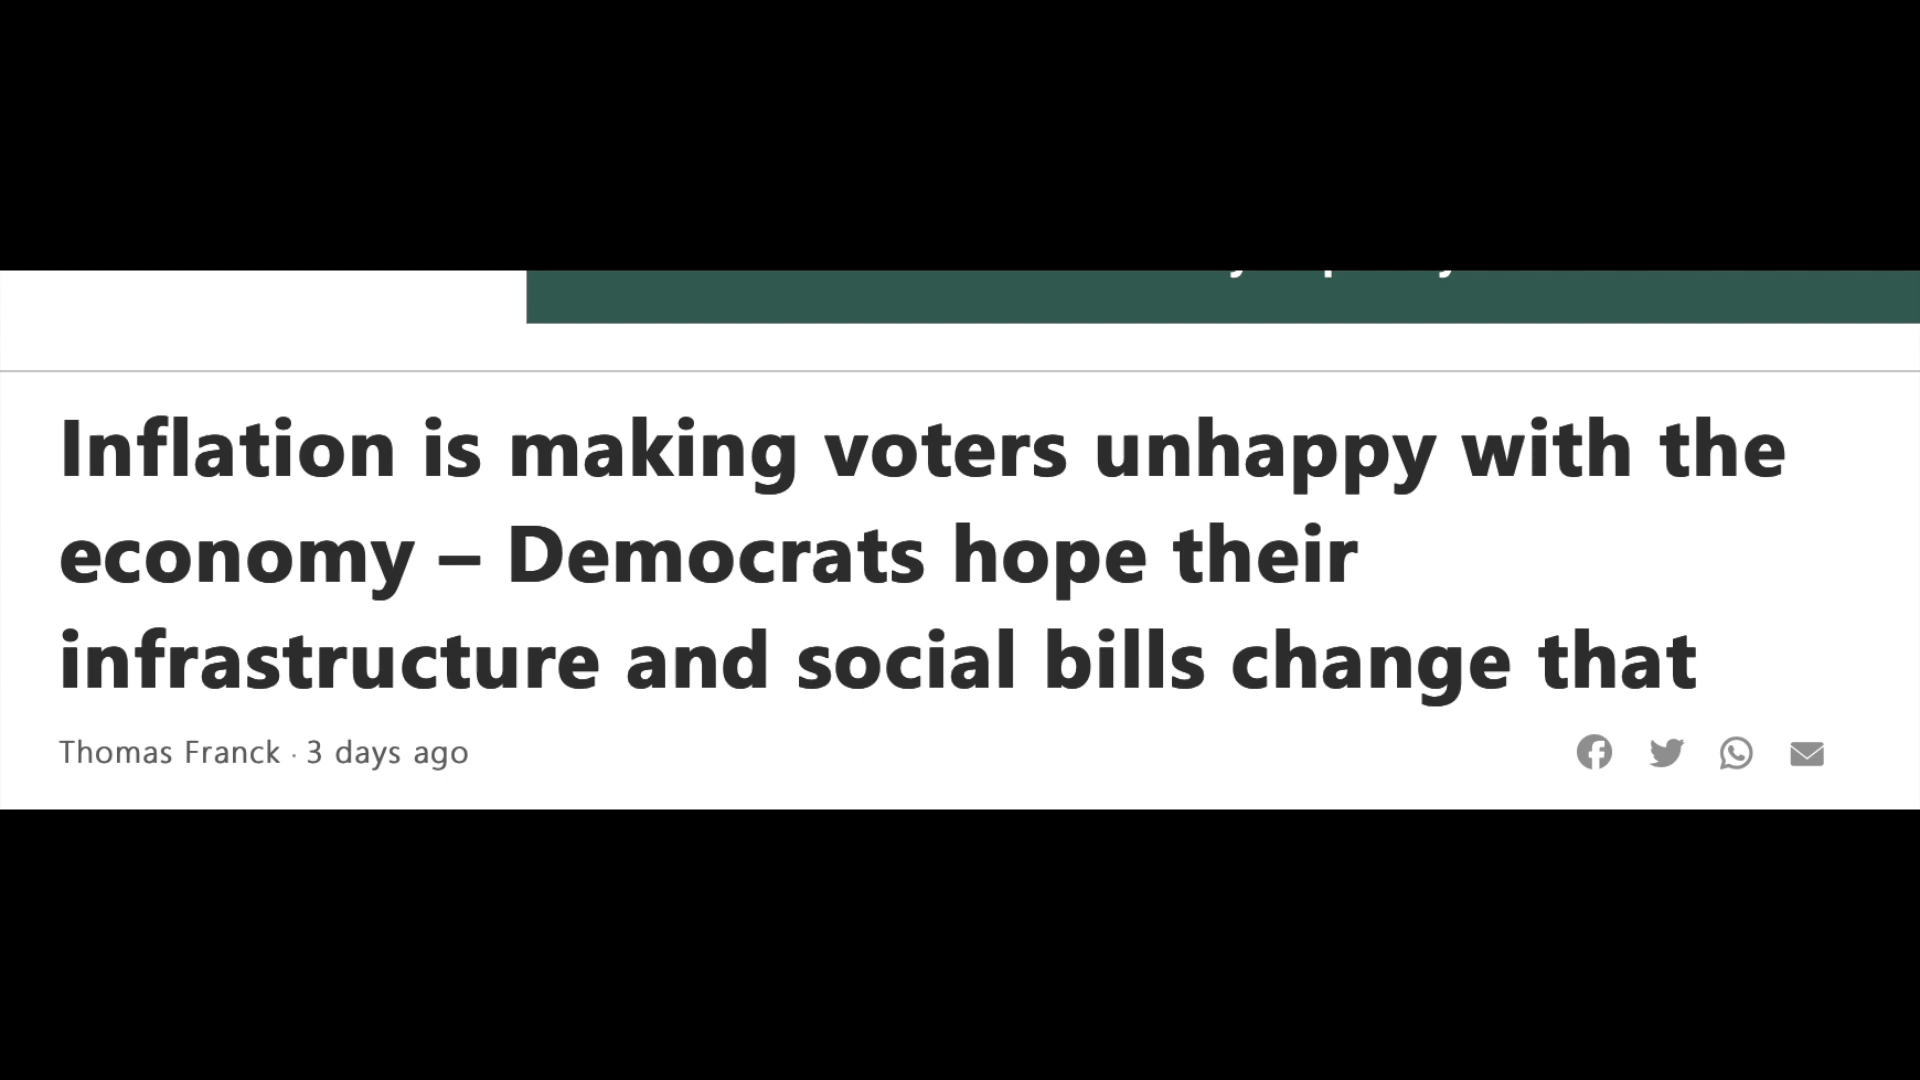 Inflation is making voters unhappy with the
economy – Democrats hope their
infrastructure and social bills change that
Thomas Franck · 3 days ago